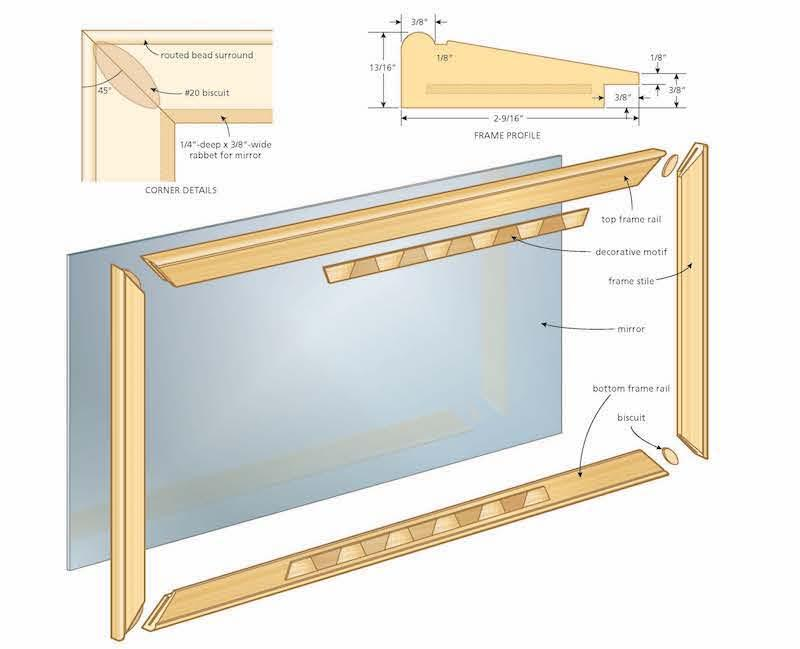 routed bead surround
45°
#20 biscuit
1/4"-deep x 3/8"-wide
rabbet for mirror
CORNER DETAILS
3/8"
1/8"
13/16"
1/8"
3/8"
3/8"
2-9/16"
FRAME PROFILE
top frame rail
decorative motif
frame stile
mirror
bottom frame rail
biscuit